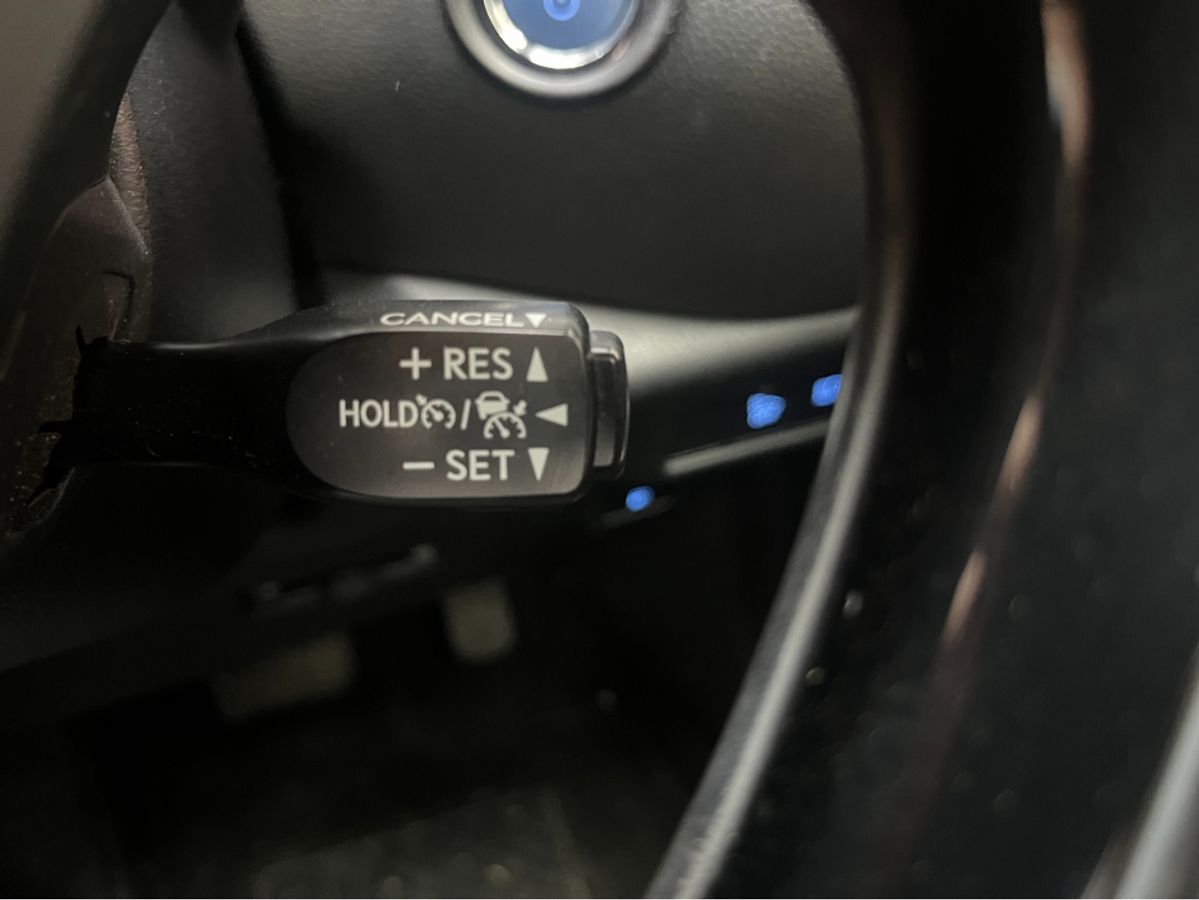 CANCEL▼
+ RES ▲
HOLD / ◀
− SET ▼